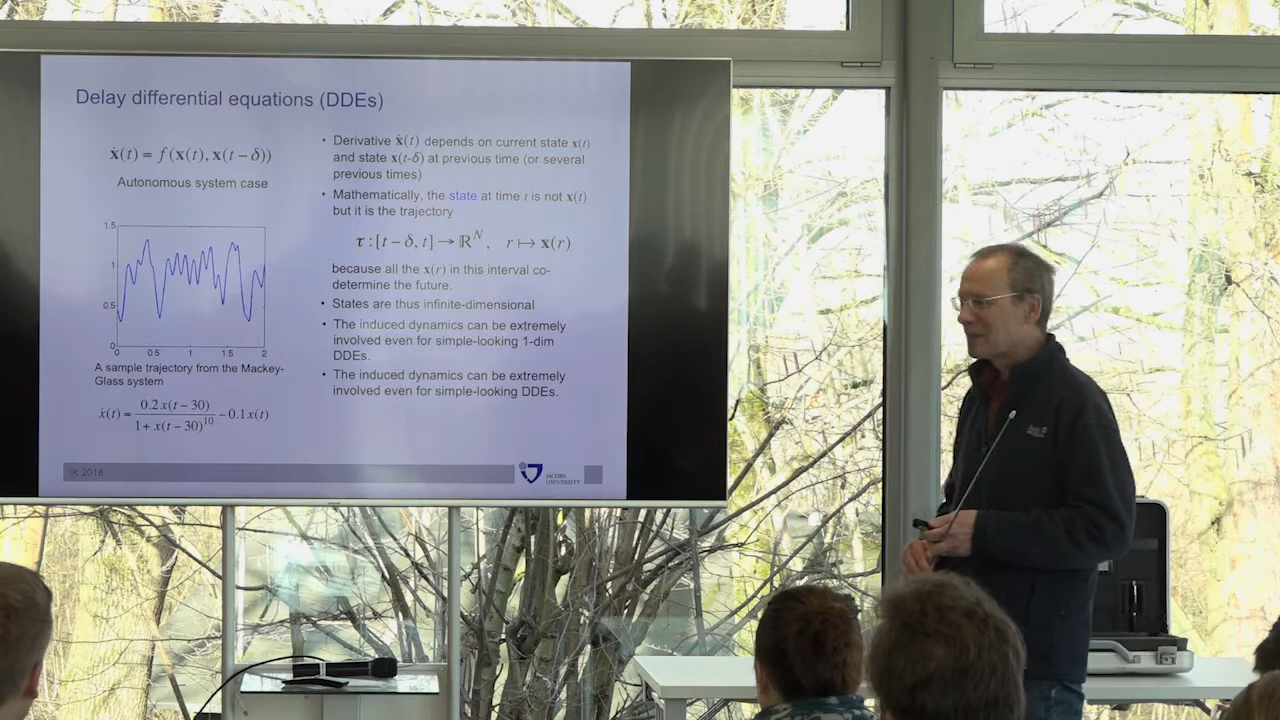 Delay differential equations (DDEs)
ẋ(t) = f(x(t), x(t − δ))
Autonomous system case
1.5
1
0.5
0
0 0.5 1 1.5 2
A sample trajectory from the Mackey-
Glass system
ẋ(t) = 0.2 x(t − 30) / 1 + x(t − 30)^10 − 0.1x(t)
• Derivative ẋ(t) depends on current state x(t)
and state x(t-δ) at previous time (or several
previous times)
• Mathematically, the state at time t is not x(t)
but it is the trajectory
τ : [t − δ, t] → ℝ^N, r ↦ x(r)
because all the x(r) in this interval co-
determine the future.
• States are thus infinite-dimensional
• The induced dynamics can be extremely
involved even for simple-looking 1-dim
DDEs.
• The induced dynamics can be extremely
involved even for simple-looking DDEs.
IK 2018
JACOBS
UNIVERSITY